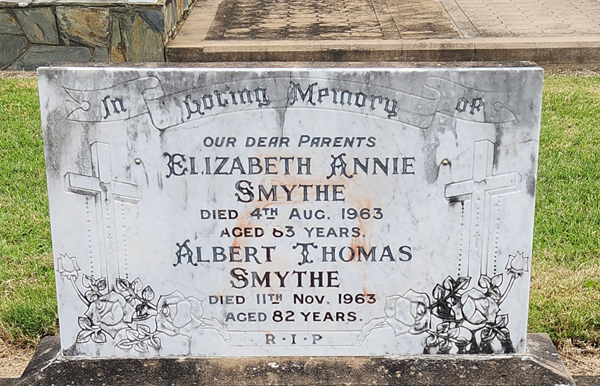 In Loving Memory of
OUR DEAR PARENTS
ELIZABETH ANNIE
SMYTHE
DIED 4TH AUG. 1963
AGED 83 YEARS.
ALBERT THOMAS
SMYTHE
DIED 11TH NOV. 1963
AGED 82 YEARS.
R·I·P